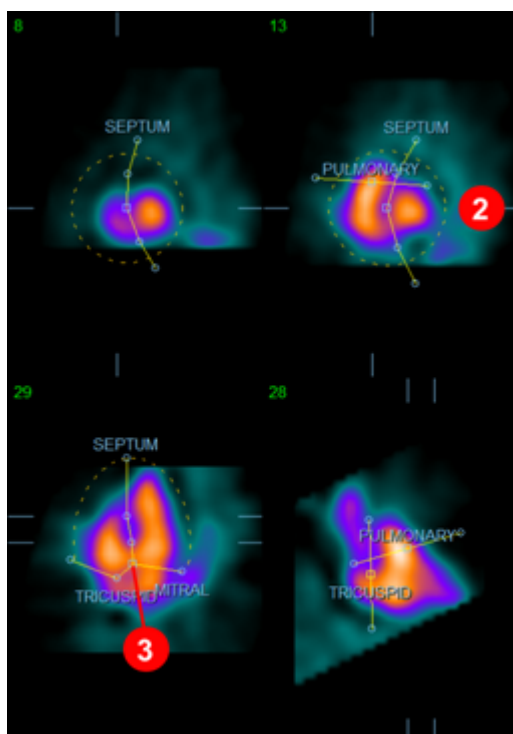 8
13
SEPTUM
SEPTUM
PULMONARY
2
29
28
SEPTUM
PULMONARY
TRICUSPID
MITRAL
TRICUSPID
3